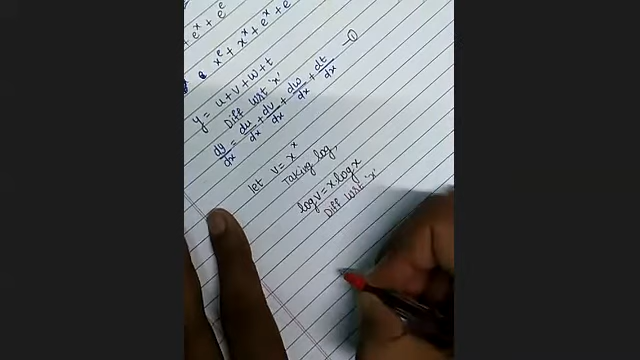 + e^x + e^e
x^e + x^x + e^x + e
y = u + v + w + t
Diff wrt 'x'
dy/dx = du/dx + dv/dx + dw/dx + dt/dx —①
let v = x^x
Taking log,
log v = x log x
Diff wrt 'x'